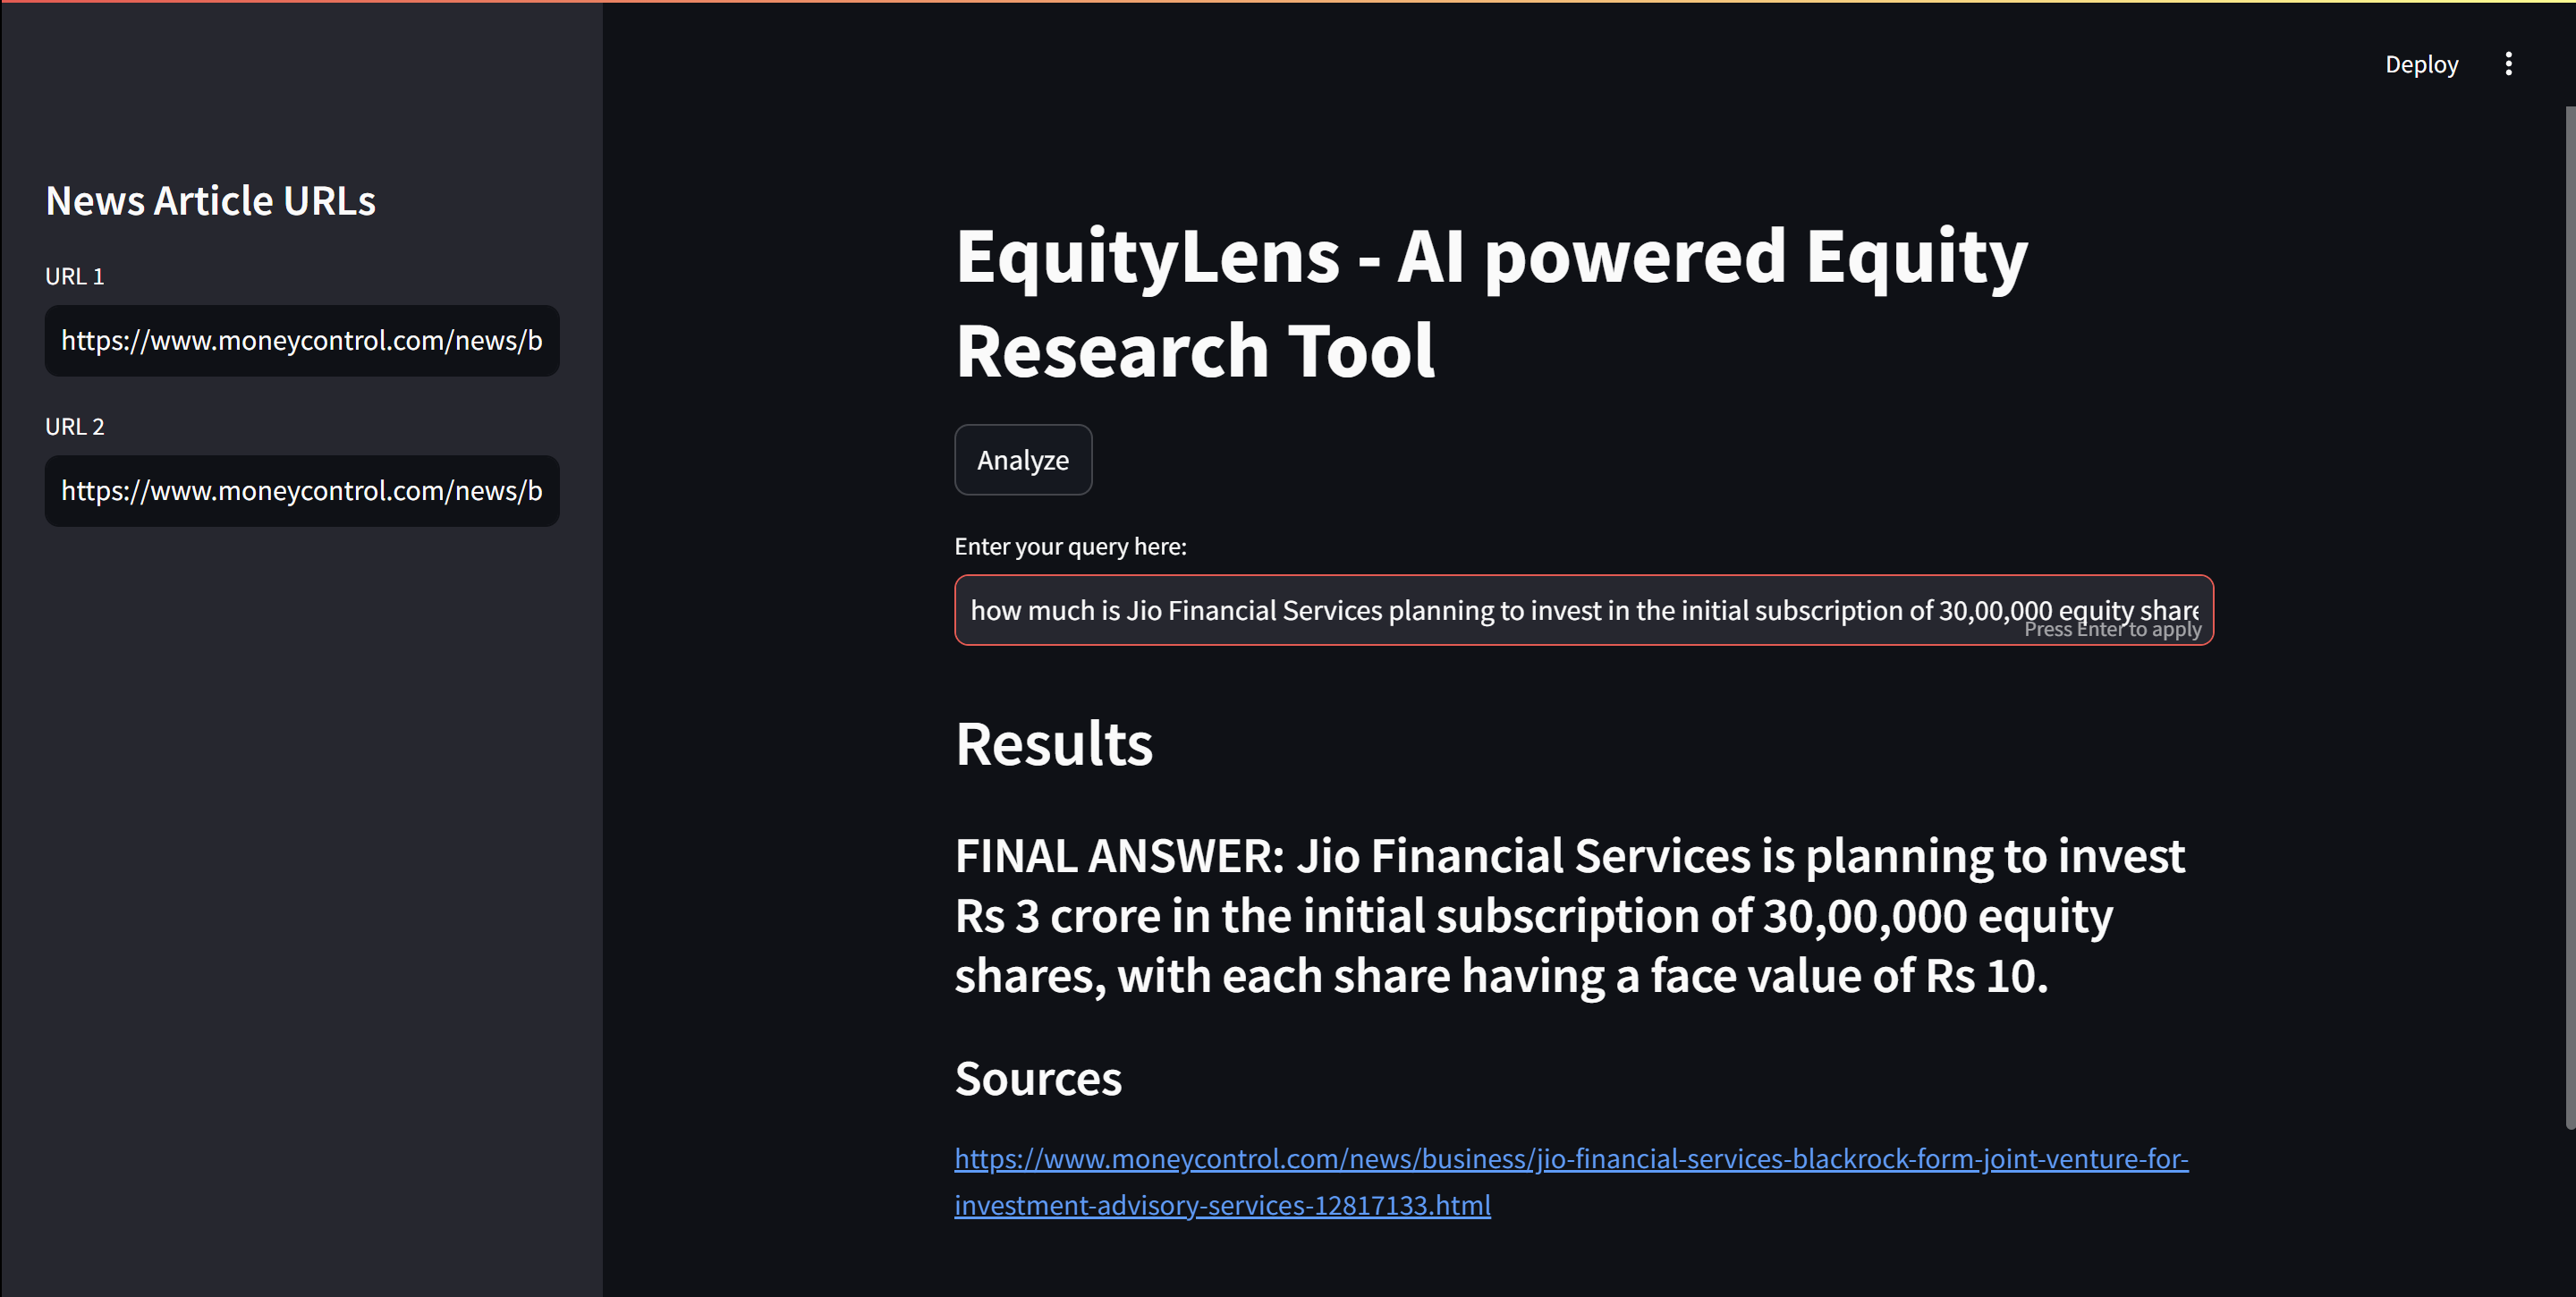 Deploy
News Article URLs
URL 1
https://www.moneycontrol.com/news/b
URL 2
https://www.moneycontrol.com/news/b
EquityLens - AI powered Equity
Research Tool
Analyze
Enter your query here:
how much is Jio Financial Services planning to invest in the initial subscription of 30,00,000 equity share
Press Enter to apply
Results
FINAL ANSWER: Jio Financial Services is planning to invest
Rs 3 crore in the initial subscription of 30,00,000 equity
shares, with each share having a face value of Rs 10.
Sources
https://www.moneycontrol.com/news/business/jio-financial-services-blackrock-form-joint-venture-for-
investment-advisory-services-12817133.html